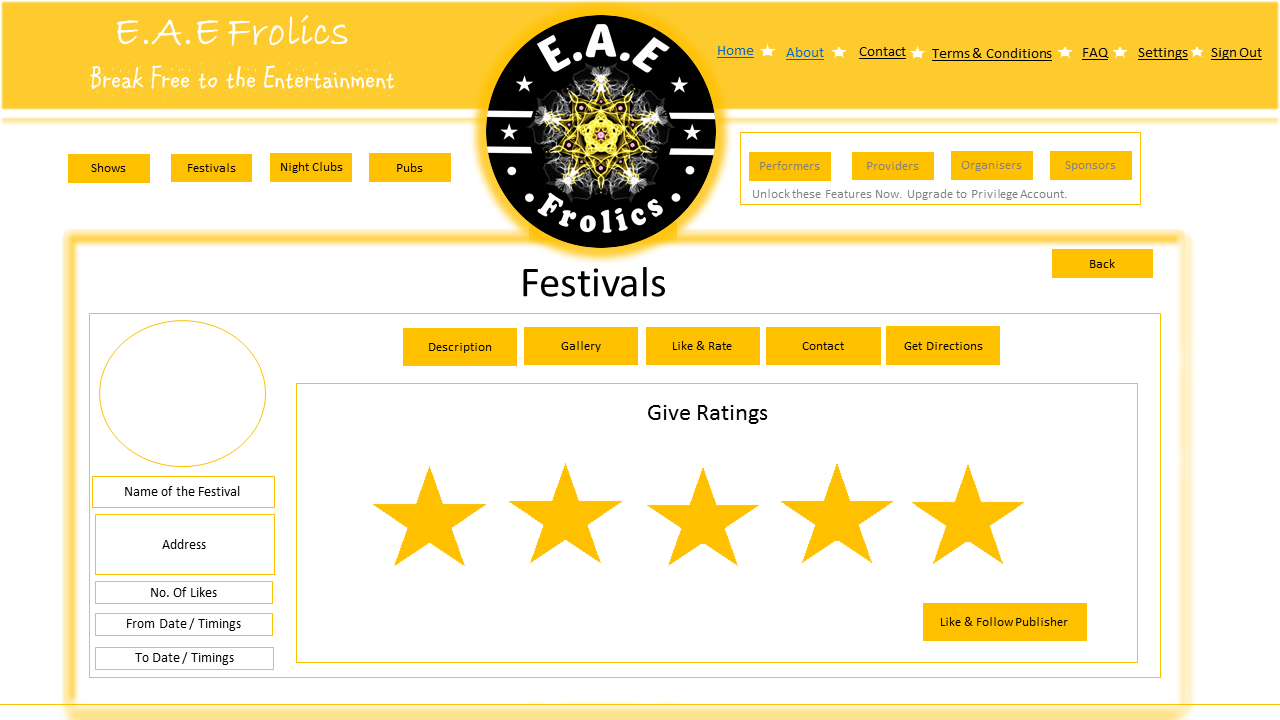 E.A.E Frolics
Break Free to the Entertainment
E.A.E
Frolics
Home About Contact Terms & Conditions FAQ Settings Sign Out
Shows Festivals Night Clubs Pubs
Performers Providers Organisers Sponsors
Unlock these Features Now. Upgrade to Privilege Account.
Back
Festivals
Description Gallery Like & Rate Contact Get Directions
Give Ratings
Name of the Festival
Address
No. Of Likes
From Date / Timings
To Date / Timings
Like & Follow Publisher